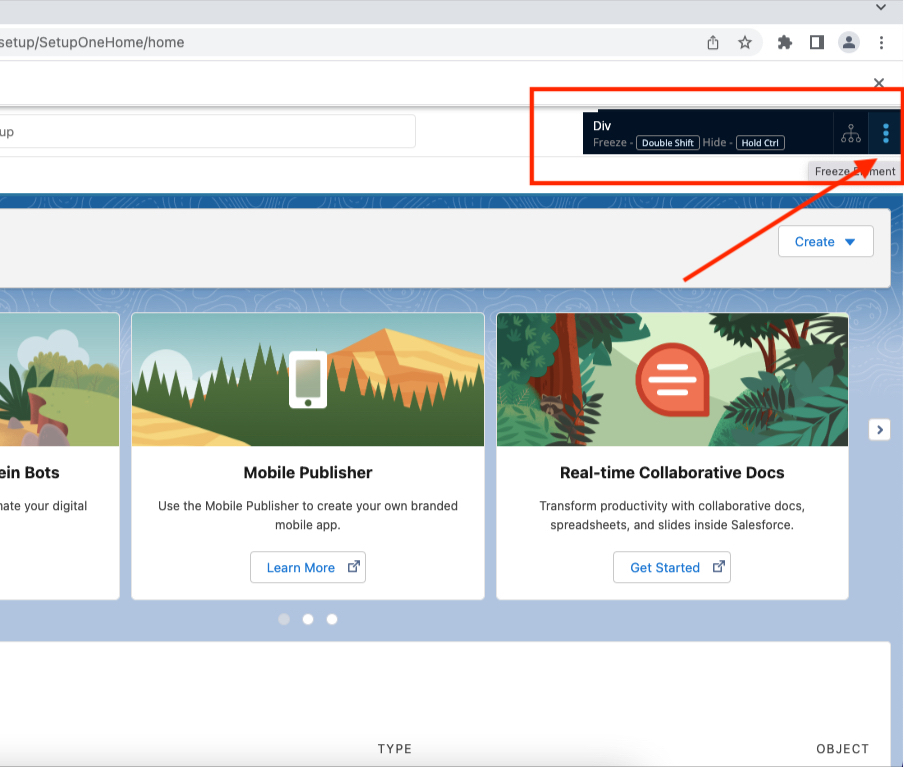 setup/SetupOneHome/home
up
Div
Freeze - Double Shift Hide - Hold Ctrl
Freeze Element
Create
ein Bots
Mobile Publisher
Real-time Collaborative Docs
nate your digital
Use the Mobile Publisher to create your own branded
mobile app.
Transform productivity with collaborative docs,
spreadsheets, and slides inside Salesforce.
Learn More
Get Started
TYPE
OBJECT